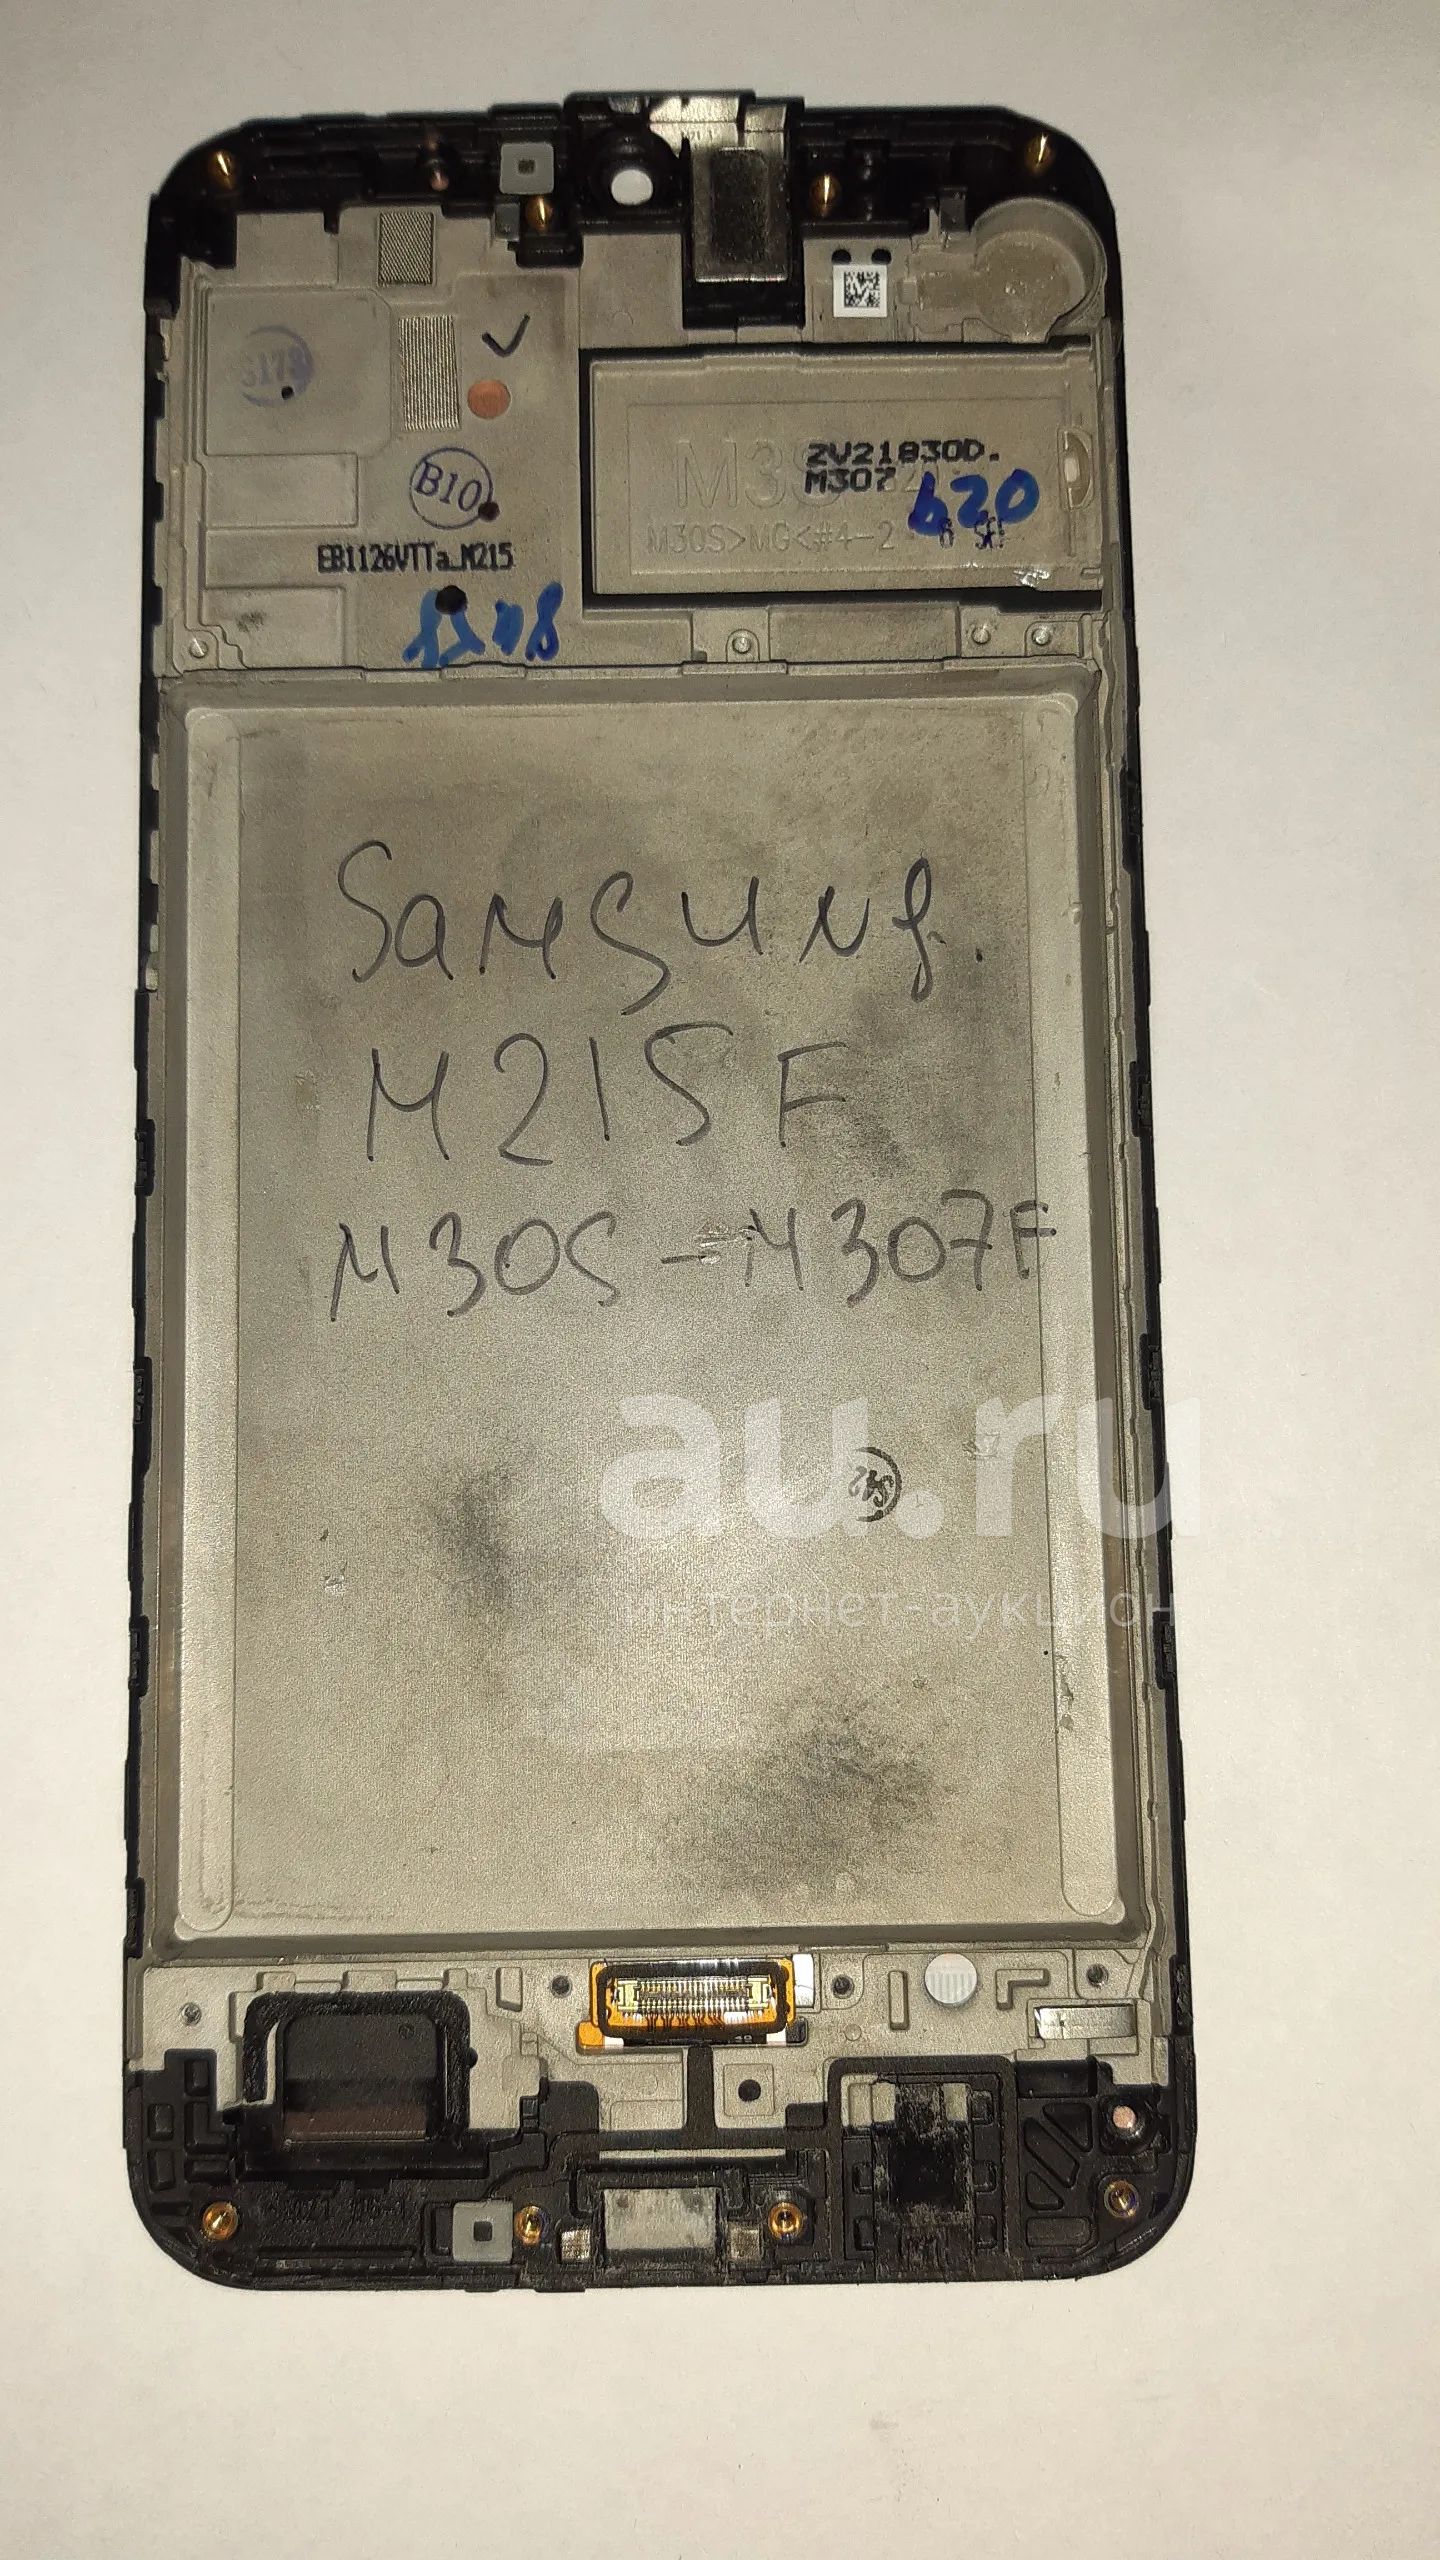 B10
EB1126VTTa_M215
2V21830D.
M307
620
M30S>MG<#4-2
Samsung.
M215F
M30S-M307F
au.ru
интернет-аукцион